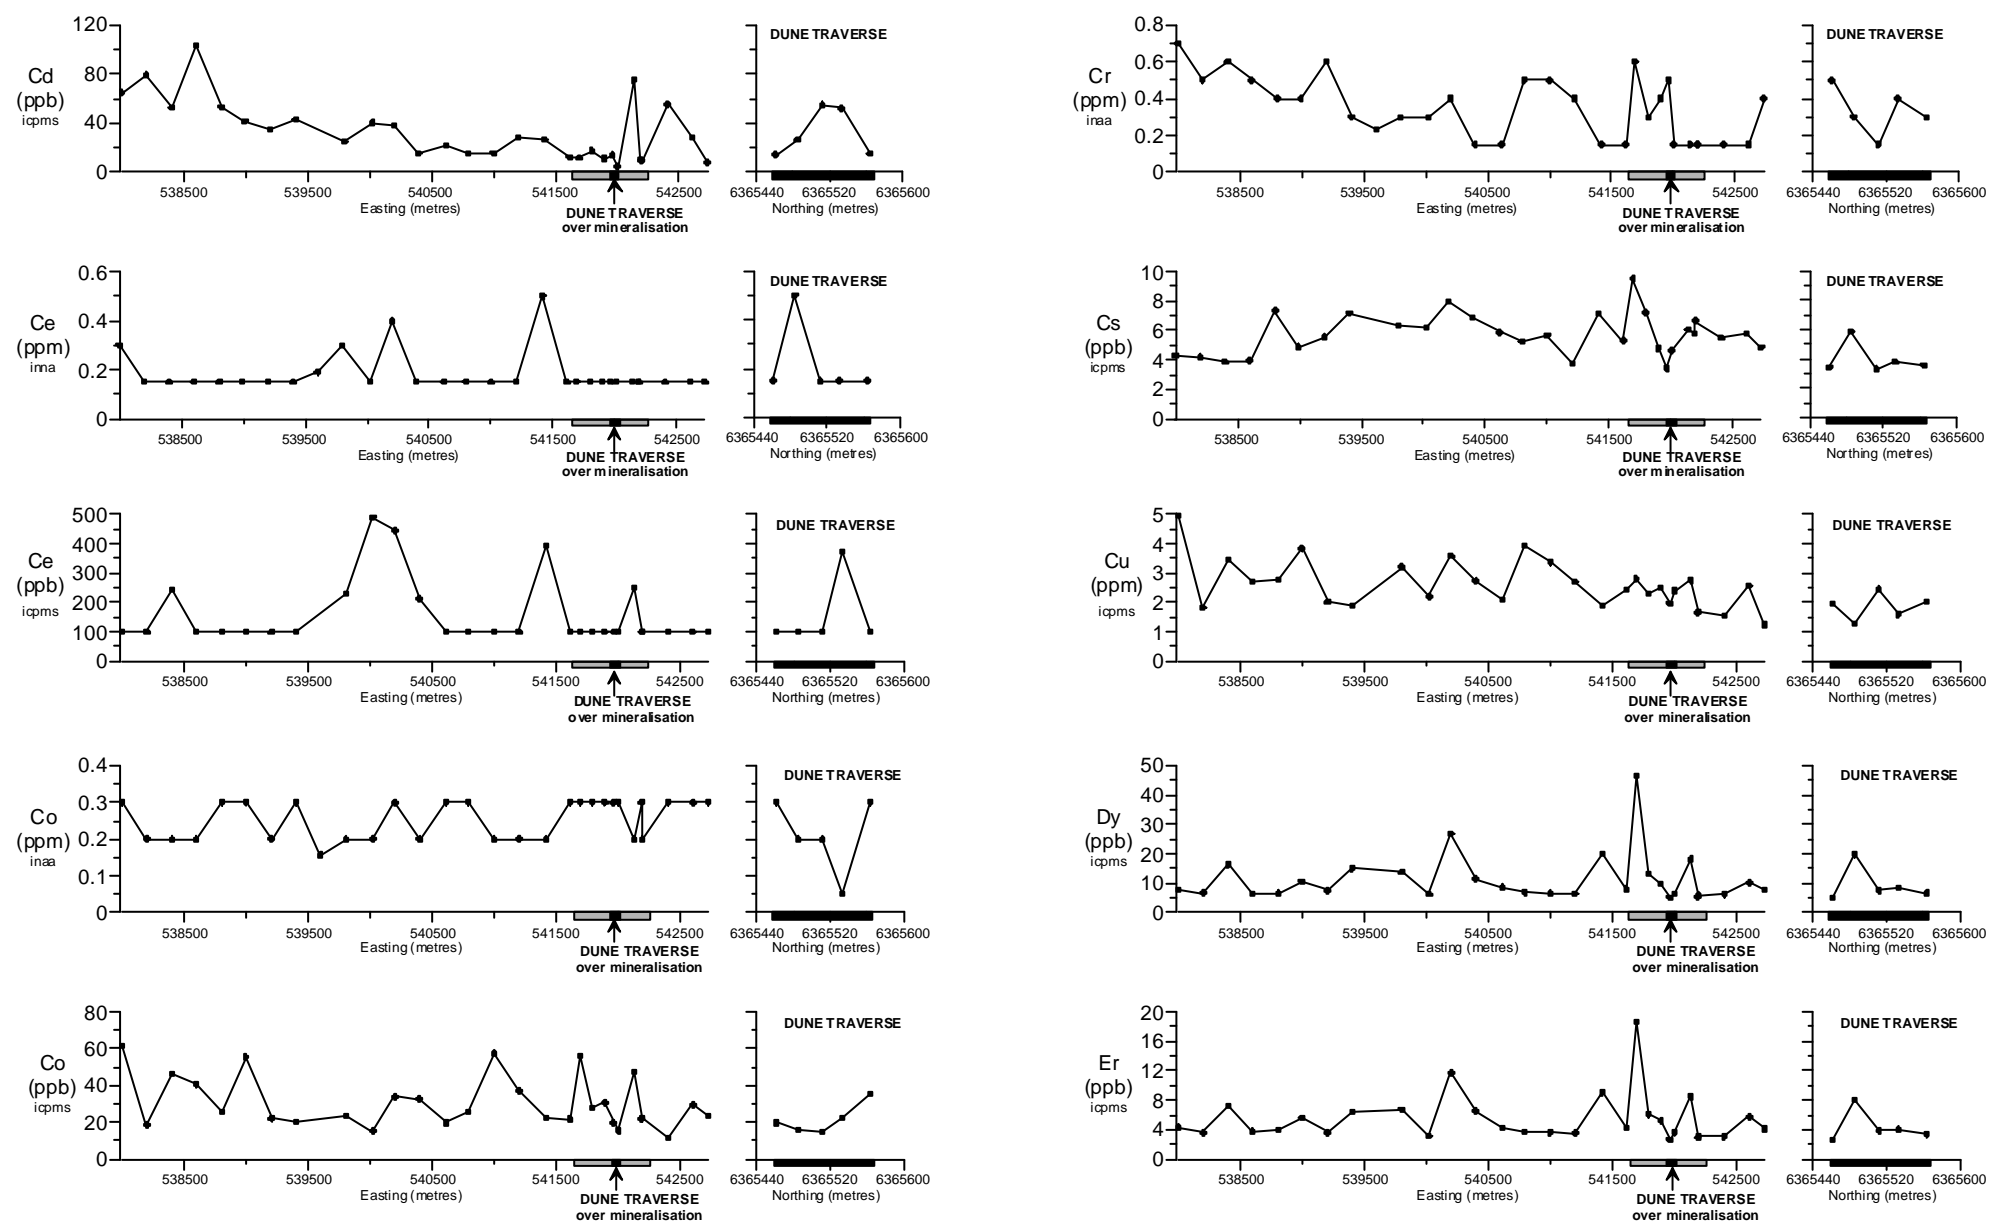 120
80
40
0
Cd
(ppb)
icpms
538500 539500 540500 541500 542500
Easting (metres)
DUNE TRAVERSE
over mineralisation
DUNE TRAVERSE
6365440 6365520 6365600
Northing (metres)
0.8
0.6
0.4
0.2
0
Cr
(ppm)
inaa
538500 539500 540500 541500 542500
Easting (metres)
DUNE TRAVERSE
over mineralisation
DUNE TRAVERSE
6365440 6365520 6365600
Northing (metres)
0.6
0.4
0.2
0
Ce
(ppm)
inna
538500 539500 540500 541500 542500
Easting (metres)
DUNE TRAVERSE
over mineralisation
DUNE TRAVERSE
6365440 6365520 6365600
Northing (metres)
10
8
6
4
2
0
Cs
(ppb)
icpms
538500 539500 540500 541500 542500
Easting (metres)
DUNE TRAVERSE
over mineralisation
DUNE TRAVERSE
6365440 6365520 6365600
Northing (metres)
500
400
300
200
100
0
Ce
(ppb)
icpms
538500 539500 540500 541500 542500
Easting (metres)
DUNE TRAVERSE
over mineralisation
DUNE TRAVERSE
6365440 6365520 6365600
Northing (metres)
5
4
3
2
1
0
Cu
(ppm)
icpms
538500 539500 540500 541500 542500
Easting (metres)
DUNE TRAVERSE
over mineralisation
DUNE TRAVERSE
6365440 6365520 6365600
Northing (metres)
0.4
0.3
0.2
0.1
0
Co
(ppm)
inaa
538500 539500 540500 541500 542500
Easting (metres)
DUNE TRAVERSE
over mineralisation
DUNE TRAVERSE
6365440 6365520 6365600
Northing (metres)
50
40
30
20
10
0
Dy
(ppb)
icpms
538500 539500 540500 541500 542500
Easting (metres)
DUNE TRAVERSE
over mineralisation
DUNE TRAVERSE
6365440 6365520 6365600
Northing (metres)
80
60
40
20
0
Co
(ppb)
icpms
538500 539500 540500 541500 542500
Easting (metres)
DUNE TRAVERSE
over mineralisation
DUNE TRAVERSE
6365440 6365520 6365600
Northing (metres)
20
16
12
8
4
0
Er
(ppb)
icpms
538500 539500 540500 541500 542500
Easting (metres)
DUNE TRAVERSE
over mineralisation
DUNE TRAVERSE
6365440 6365520 6365600
Northing (metres)